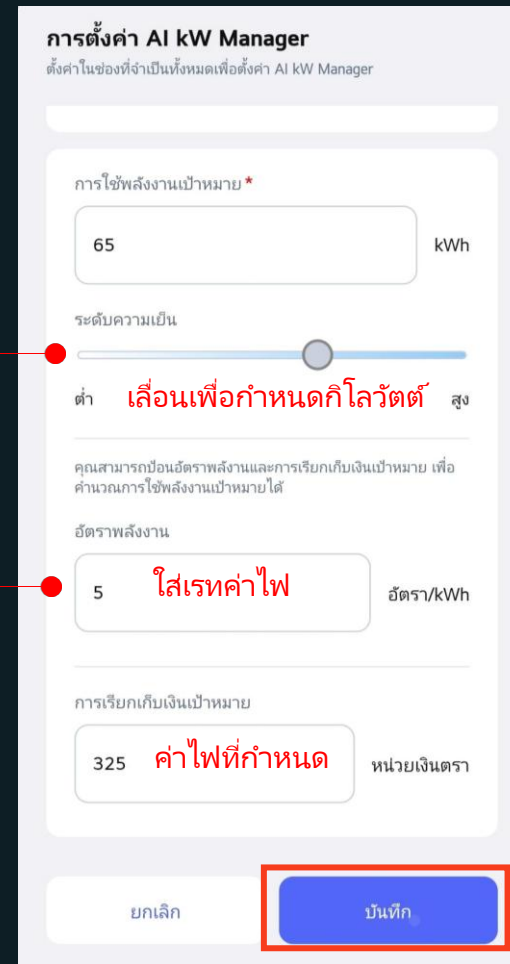 การตั้งค่า AI kW Manager
ตั้งค่าในช่องที่จำเป็นทั้งหมดเพื่อตั้งค่า AI kW Manager
การใช้พลังงานเป้าหมาย *
65 kWh
ระดับความเย็น
ต่ำ เลื่อนเพื่อกำหนดกิโลวัตต์ สูง
คุณสามารถป้อนอัตราพลังานและการเรียกเก็บเงินเป้าหมาย เพื่อ
คำนวณการใช้พลังงานเป้าหมายได้
อัตราพลังงาน
5 ใส่เรทค่าไฟ อัตรา/kWh
การเรียกเก็บเงินเป้าหมาย
325 ค่าไฟที่กำหนด หน่วยเงินตรา
ยกเลิก บันทึก